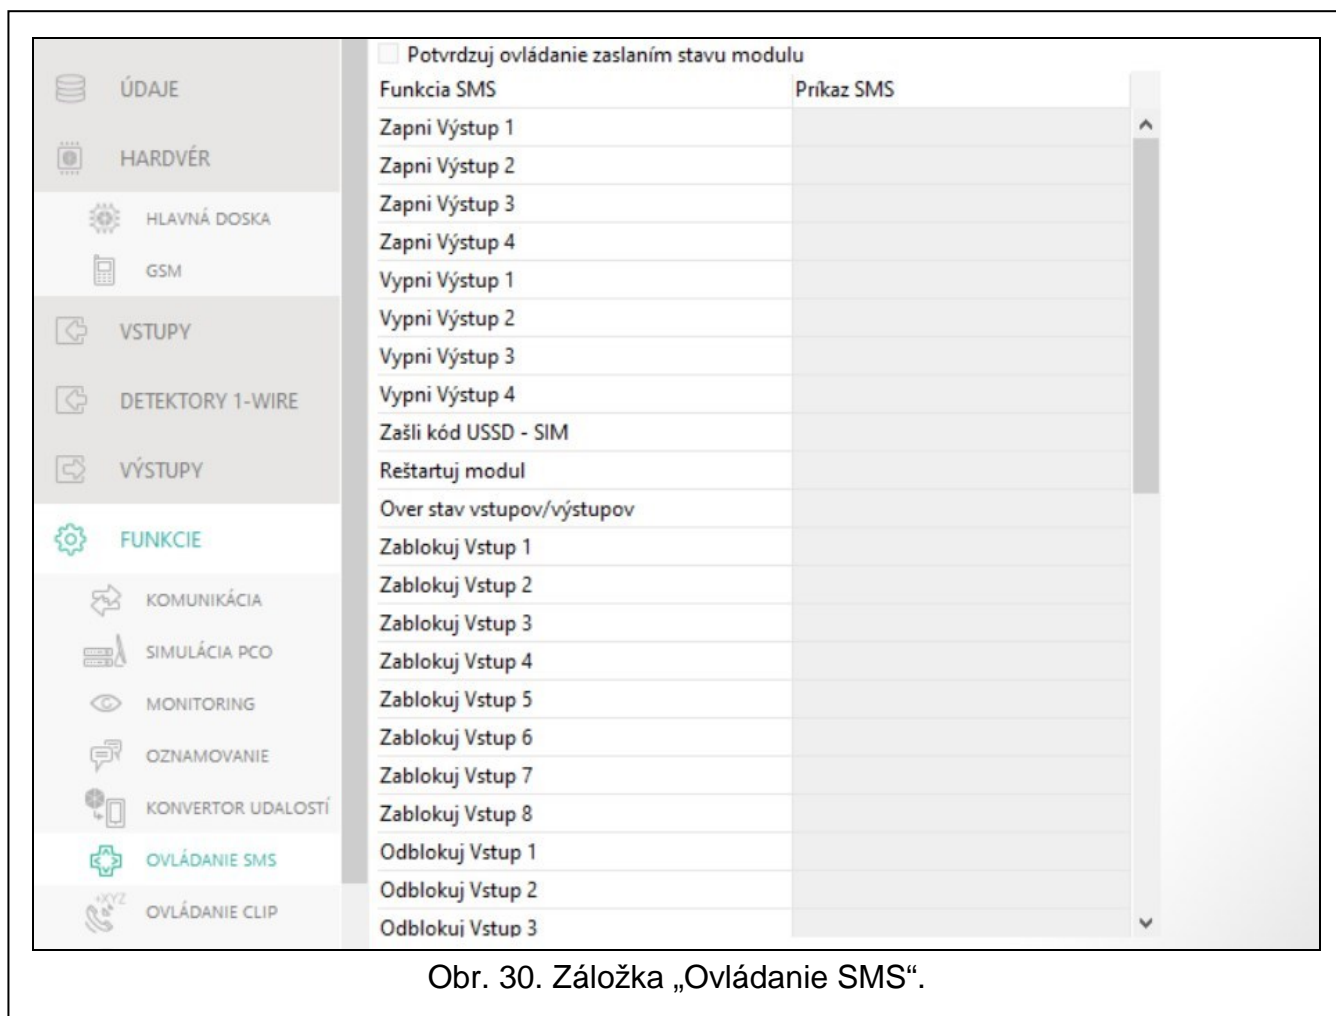 ÚDAJE
HARDVÉR
HLAVNÁ DOSKA
GSM
VSTUPY
DETEKTORY 1-WIRE
VÝSTUPY
FUNKCIE
KOMUNIKÁCIA
SIMULÁCIA PCO
MONITORING
OZNAMOVANIE
KONVERTOR UDALOSTÍ
OVLÁDANIE SMS
+XYZ
OVLÁDANIE CLIP
Potvrdzuj ovládanie zaslaním stavu modulu
Funkcia SMS Príkaz SMS
Zapni Výstup 1
Zapni Výstup 2
Zapni Výstup 3
Zapni Výstup 4
Vypni Výstup 1
Vypni Výstup 2
Vypni Výstup 3
Vypni Výstup 4
Zašli kód USSD - SIM
Reštartuj modul
Over stav vstupov/výstupov
Zablokuj Vstup 1
Zablokuj Vstup 2
Zablokuj Vstup 3
Zablokuj Vstup 4
Zablokuj Vstup 5
Zablokuj Vstup 6
Zablokuj Vstup 7
Zablokuj Vstup 8
Odblokuj Vstup 1
Odblokuj Vstup 2
Odblokuj Vstup 3
Obr. 30. Záložka „Ovládanie SMS“.